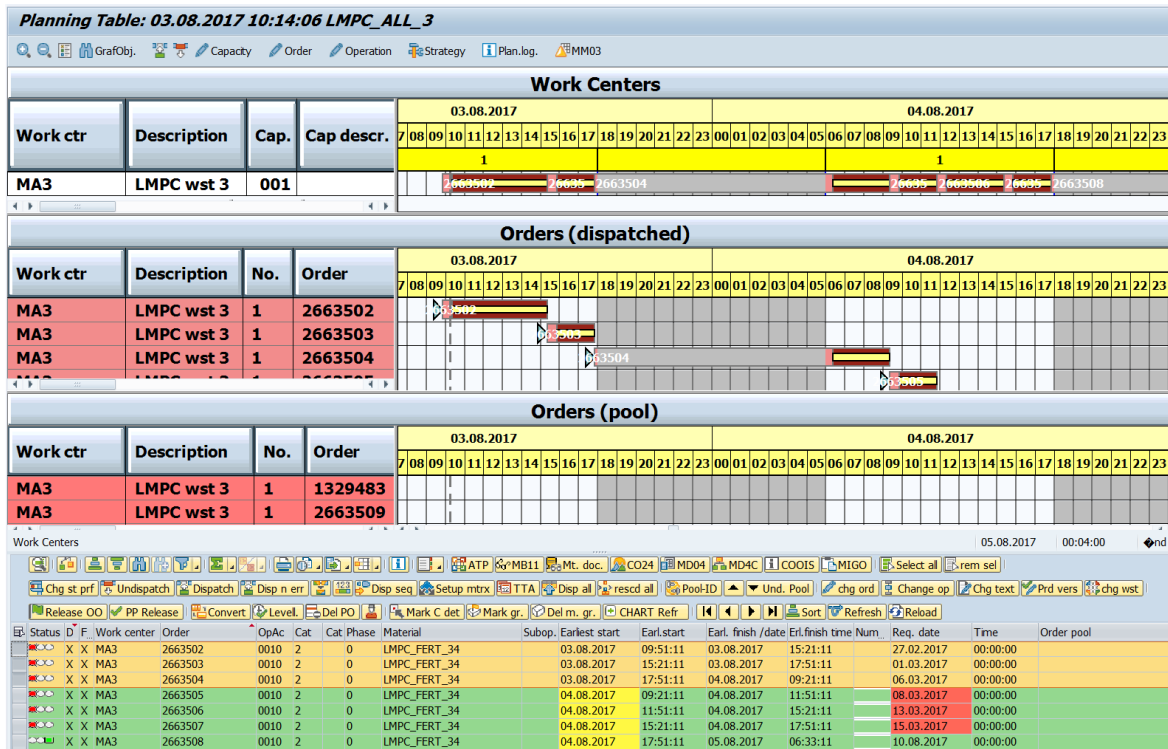 Planning Table: 03.08.2017 10:14:06 LMPC_ALL_3
GrafObj. Capacity Order Operation Strategy Plan.log. MM03
Work Centers
03.08.2017 04.08.2017
Work ctr Description Cap. Cap descr. 7 08 09 10 11 12 13 14 15 16 17 18 19 20 21 22 23 00 01 02 03 04 05 06 07 08 09 10 11 12 13 14 15 16 17 18 19 20 21 22 23
1 1
MA3 LMPC wst 3 001 2663502 26635 2663504 26635 2663506 26635 2663508
Orders (dispatched)
03.08.2017 04.08.2017
Work ctr Description No. Order 7 08 09 10 11 12 13 14 15 16 17 18 19 20 21 22 23 00 01 02 03 04 05 06 07 08 09 10 11 12 13 14 15 16 17 18 19 20 21 22 23
MA3 LMPC wst 3 1 2663502
MA3 LMPC wst 3 1 2663503
MA3 LMPC wst 3 1 2663504 63504
Orders (pool)
03.08.2017 04.08.2017
Work ctr Description No. Order 7 08 09 10 11 12 13 14 15 16 17 18 19 20 21 22 23 00 01 02 03 04 05 06 07 08 09 10 11 12 13 14 15 16 17 18 19 20 21 22 23
MA3 LMPC wst 3 1 1329483
MA3 LMPC wst 3 1 2663509
Work Centers 05.08.2017 00:04:00 �nd
ATP MB11 Mt. doc. CO24 MD04 MD4C COOIS MIGO Select all rem sel
Chg st prf Undispatch Dispatch Disp n err Disp seq Setup mtrx TTA Disp all rescd all Pool-ID Und. Pool chg ord Change op Chg text Prd vers chg wst
Release OO PP Release Convert Levell. Del PO Mark C det Mark gr. Del m. gr. CHART Refr Sort Refresh Reload
Status D F... Work center Order OpAc Cat Cat Phase Material Subop. Earliest start Earl.start Earl. finish /date Erl.finish time Num... Req. date Time Order pool
X X MA3 2663502 0010 2 0 LMPC_FERT_34 03.08.2017 09:51:11 03.08.2017 15:21:11 27.02.2017 00:00:00
X X MA3 2663503 0010 2 0 LMPC_FERT_34 03.08.2017 15:21:11 03.08.2017 17:51:11 01.03.2017 00:00:00
X X MA3 2663504 0010 2 0 LMPC_FERT_34 03.08.2017 17:51:11 04.08.2017 09:21:11 06.03.2017 00:00:00
X X MA3 2663505 0010 2 0 LMPC_FERT_34 04.08.2017 09:21:11 04.08.2017 11:51:11 08.03.2017 00:00:00
X X MA3 2663506 0010 2 0 LMPC_FERT_34 04.08.2017 11:51:11 04.08.2017 15:21:11 13.03.2017 00:00:00
X X MA3 2663507 0010 2 0 LMPC_FERT_34 04.08.2017 15:21:11 04.08.2017 17:51:11 15.03.2017 00:00:00
X X MA3 2663508 0010 2 0 LMPC_FERT_34 04.08.2017 17:51:11 05.08.2017 06:33:11 10.08.2017 00:00:00